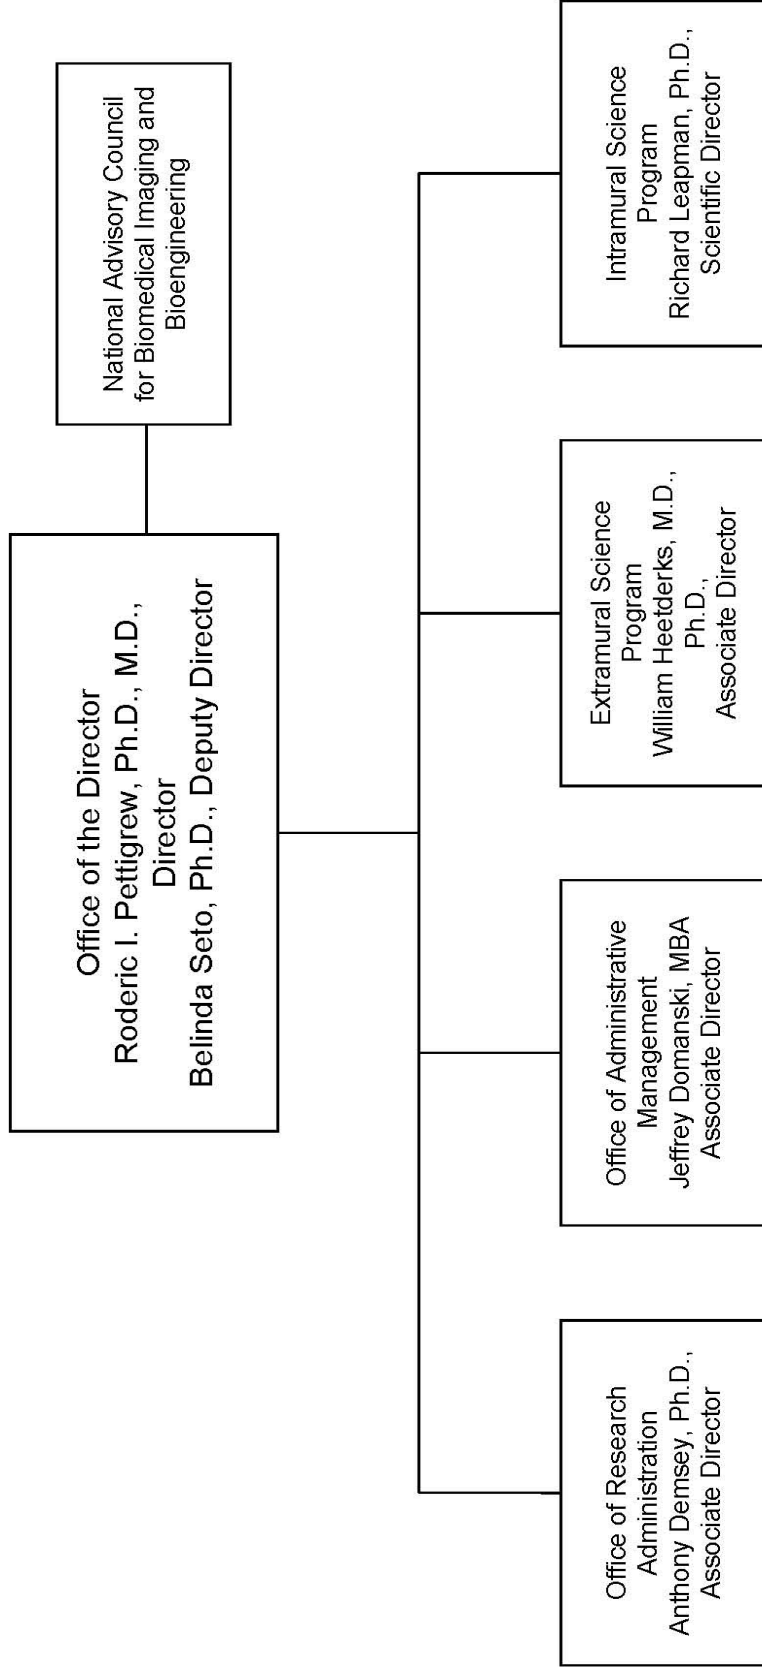 National Advisory Council
for Biomedical Imaging and
Bioengineering
Office of the Director
Roderic I. Pettigrew, Ph.D., M.D.,
Director
Belinda Seto, Ph.D., Deputy Director
Office of Research
Administration
Anthony Demsey, Ph.D.,
Associate Director
Office of Administrative
Management
Jeffrey Domanski, MBA
Associate Director
Extramural Science
Program
William Heetderks, M.D.,
Ph.D.,
Associate Director
Intramural Science
Program
Richard Leapman, Ph.D.,
Scientific Director